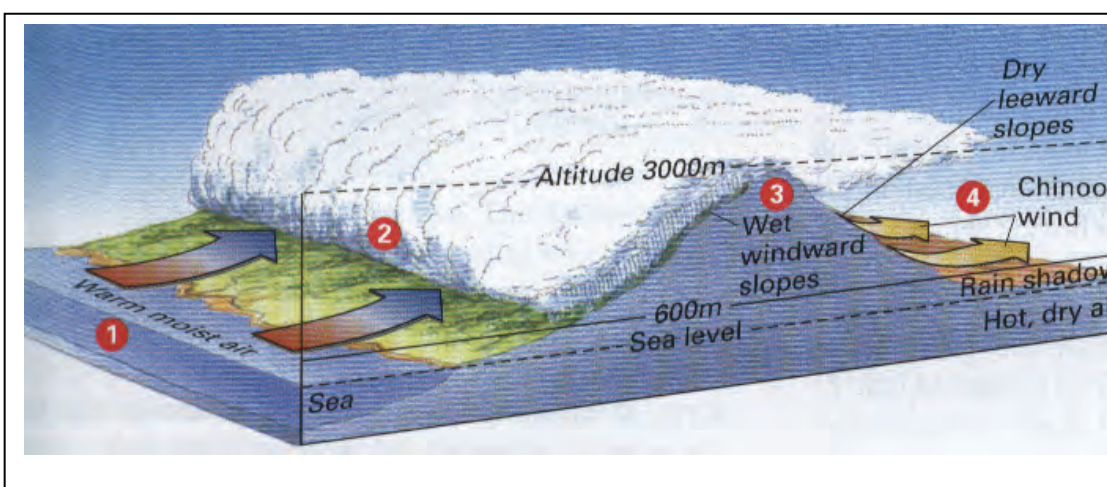 Dry
leeward
slopes
Altitude 3000m
3
4
Chinoo
wind
2
Wet
windward
slopes
Warm moist air
1
600m
Sea level
Rain shadow
Hot, dry a
Sea